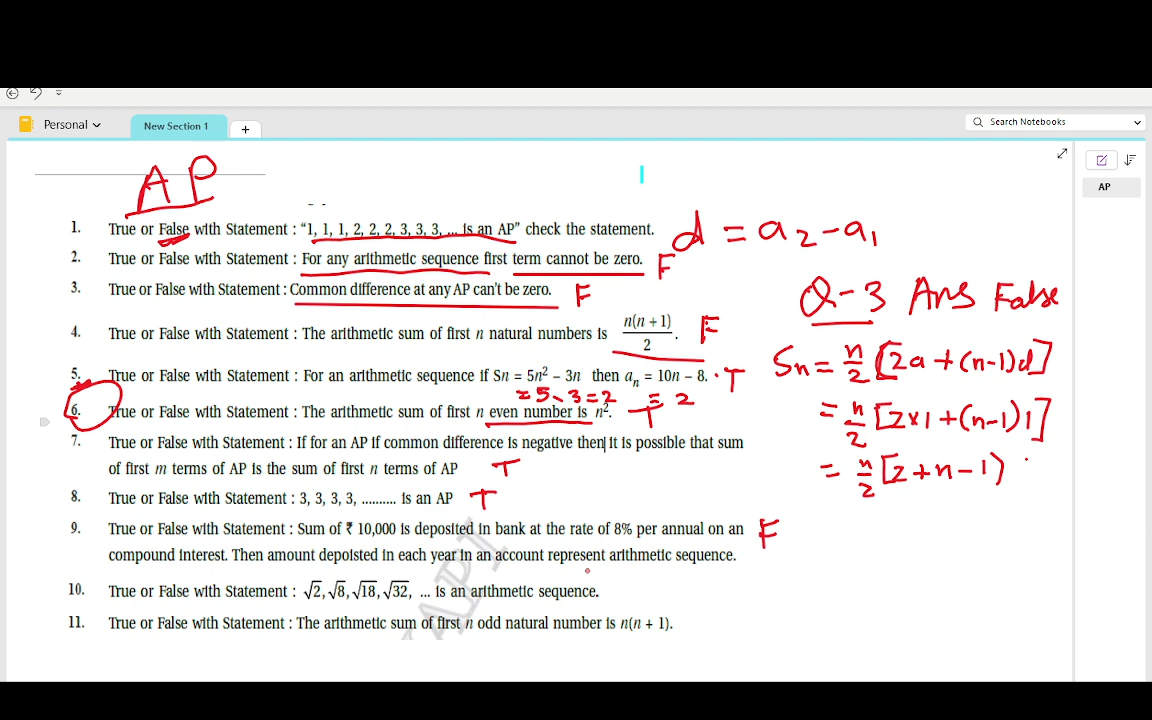 Personal
New Section 1
+
Search Notebooks
AP
AP
1. True or False with Statement : “1, 1, 1, 2, 2, 2, 3, 3, 3, ... is an AP” check the statement. d = a₂ - a₁
2. True or False with Statement : For any arithmetic sequence first term cannot be zero. F
3. True or False with Statement : Common difference at any AP can't be zero. F
Q-3 Ans False
4. True or False with Statement : The arithmetic sum of first n natural numbers is n(n + 1)/2. F
Sn = n/2 [2a + (n-1)d]
5. True or False with Statement : For an arithmetic sequence if Sn = 5n² – 3n then aₙ = 10n – 8. T
= 5 - 3 = 2 = 2
6. True or False with Statement : The arithmetic sum of first n even number is n². T
= n/2 [2×1 + (n-1)1]
7. True or False with Statement : If for an AP if common difference is negative then it is possible that sum
of first m terms of AP is the sum of first n terms of AP T
= n/2 [2 + n - 1)
8. True or False with Statement : 3, 3, 3, 3, .......... is an AP T
9. True or False with Statement : Sum of ₹ 10,000 is deposited in bank at the rate of 8% per annual on an F
compound interest. Then amount depoisted in each year in an account represent arithmetic sequence.
10. True or False with Statement : √2, √8, √18, √32, ... is an arithmetic sequence.
11. True or False with Statement : The arithmetic sum of first n odd natural number is n(n + 1).